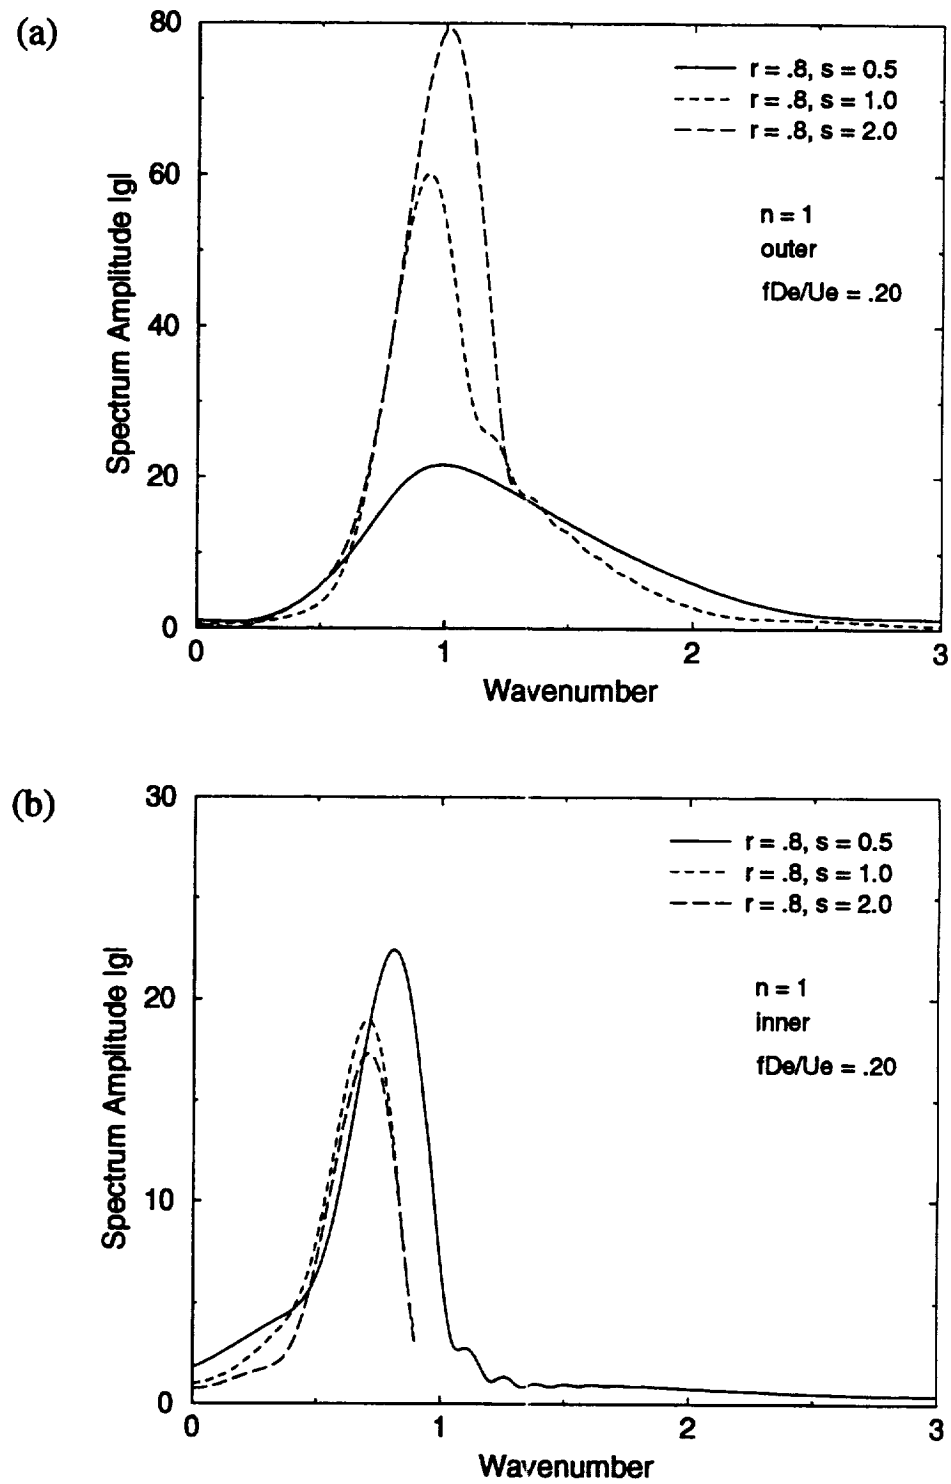 (a)
80
60
40
20
0
Spectrum Amplitude |g|
r = .8, s = 0.5
r = .8, s = 1.0
r = .8, s = 2.0
n = 1
outer
fDe/Ue = .20
0 1 2 3
Wavenumber
(b)
30
20
10
0
Spectrum Amplitude |g|
r = .8, s = 0.5
r = .8, s = 1.0
r = .8, s = 2.0
n = 1
inner
fDe/Ue = .20
0 1 2 3
Wavenumber